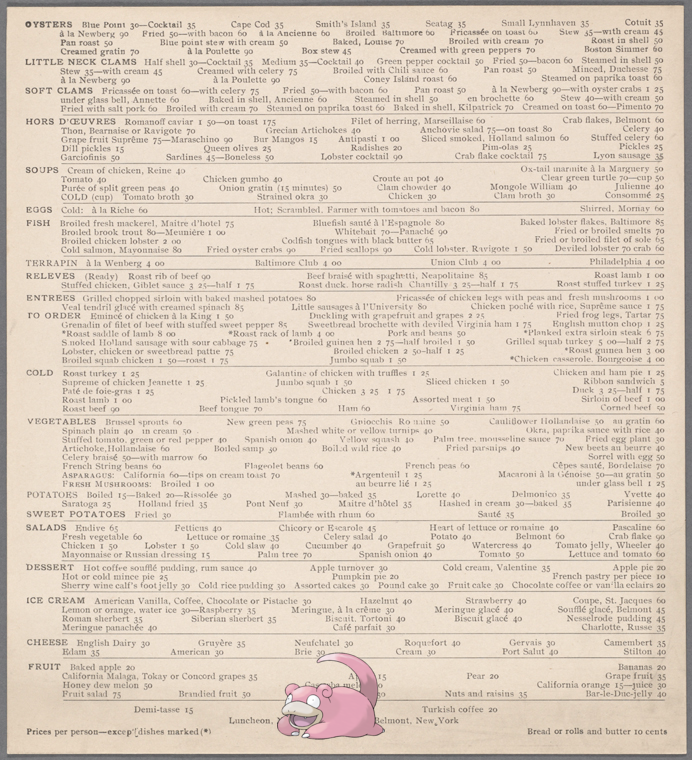 OYSTERS Blue Point 30—Cocktail 35 Cape Cod 35 Smith's Island 35 Seatag 35 Small Lynnhaven 35 Cotuit 35
à la Newberg 90 Fried 50—with bacon 60 à la Ancienne 60 Broiled Baltimore 60 Fricassée on toast 60 Stew 35—with cream 45
Pan roast 50 Blue point stew with cream 50 Baked, Louise 70 Broiled with cream 70 Roast in shell 50
Creamed gratin 70 à la Poulette 90 Box stew 45 Creamed with green peppers 70 Boston Simmer 60
LITTLE NECK CLAMS Half shell 30—Cocktail 35 Medium 35—Cocktail 40 Green pepper cocktail 50 Fried 50—bacon 60 Steamed in shell 50
Stew 35—with cream 45 Creamed with celery 75 Broiled with Chili sauce 60 Pan roast 50 Minced, Duchesse 75
à la Newberg 90 à la Poulette 90 Coney Island roast 60 Steamed on paprika toast 60
SOFT CLAMS Fricassée on toast 60—with celery 75 Fried 50—with bacon 60 Pan roast 50 à la Newberg 90—with oyster crabs 1 25
under glass bell, Annette 60 Baked in shell, Ancienne 60 Steamed in shell 50 en brochette 60 Stew 40—with cream 50
Fried with salt pork 60 Broiled with cream 70 Steamed on paprika toast 60 Baked in shell, Kilpatrick 70 Creamed on toast 60—Pimento 70
HORS D'ŒUVRES Romanoff caviar 1 50—on toast 175 Filet of herring, Marseillaise 60 Crab flakes, Belmont 60
Thon, Bearnaise or Ravigote 70 Grecian Artichokes 40 Anchovie salad 75—on toast 80 Celery 40
Grape fruit Suprême 75—Maraschino 90 Bur Mangos 15 Antipasti 1 00 Sliced smoked, Holland salmon 60 Stuffed celery 60
Dill pickles 15 Queen olives 25 Radishes 20 Pim-olas 25 Pickles 25
Garciofinis 50 Sardines 45—Boneless 50 Lobster cocktail 90 Crab flake cocktail 75 Lyon sausage 35
SOUPS Cream of chicken, Reine 40 Ox-tail marmite à la Marguery 50
Tomato 40 Chicken gumbo 40 Croute au pot 40 Clear green turtle 70—cup 50
Purée of split green peas 40 Onion gratin (15 minutes) 50 Clam chowder 40 Mongole William 40 Julienne 40
COLD (cup) Tomato broth 30 Strained okra 30 Chicken 30 Clam broth 30 Consommé 25
EGGS Cold: à la Riche 60 Hot; Scrambled, Farmer with tomatoes and bacon 80 Shirred, Mornay 60
FISH Broiled fresh mackerel, Maitre d'hotel 75 Bluefish sauté à l'Espagnole 80 Baked lobster flakes, Baltimore 85
Broiled brook trout 80—Meunière 1 00 Whitebait 70—Panaché 90 Fried or broiled smelts 70
Broiled chicken lobster 2 00 Codfish tongues with black butter 65 Fried or broiled filet of sole 65
Cold salmon, Mayonnaise 80 Fried oyster crabs 90 Fried scallops 90 Cold lobster, Ravigote 1 50 Deviled lobster 70 crab 60
TERRAPIN à la Wenberg 4 00 Baltimore Club 4 00 Union Club 4 00 Philadelphia 4 00
RELEVES (Ready) Roast rib of beef 90 Beef braisé with spaghetti, Neapolitaine 85 Roast lamb 1 00
Stuffed chicken, Giblet sauce 3 25—half 1 75 Roast duck, horse radish Chantilly 3 25—half 1 75 Roast stuffed turkey 1 25
ENTREES Grilled chopped sirloin with baked mashed potatoes 80 Fricassée of chicken legs with peas and fresh mushrooms 1 00
Veal tendril glacé with creamed spinach 85 Little sausages à l'University 80 Chicken poché with rice, Suprême sauce 1 75
TO ORDER Emincé of chicken à la King 1 50 Duckling with grapefruit and grapes 2 25 Fried frog legs, Tartar 75
Grenadin of filet of beef with stuffed sweet pepper 85 Sweetbread brochette with deviled Virginia ham 1 75 English mutton chop 1 25
*Roast saddle of lamb 8 00 *Roast rack of lamb 4 00 Pork and beans 50 *Planked extra sirloin steak 6 75
Smoked Holland sausage with sour cabbage 75 *Broiled guinea hen 2 75—half broiled 1 50 Grilled squab turkey 5 00—half 2 75
Lobster, chicken or sweetbread pattie 75 Broiled chicken 2 50—half 1 25 *Roast guinea hen 3 00
Broiled squab chicken 1 50—roast 1 75 Jumbo squab 1 50 *Chicken casserole, Bourgeoise 4 00
COLD Roast turkey 1 25 Galantine of chicken with truffles 1 25 Chicken and ham pie 1 25
Supreme of chicken Jeanette 1 25 Jumbo squab 1 50 Sliced chicken 1 50 Ribbon sandwich 5
Paté de foie-gras 1 25 Chicken 3 25 1 75 Duck 3 25—half 1 75
Roast lamb 1 00 Pickled lamb's tongue 60 Assorted meat 1 50 Sirloin of beef 1 00
Roast beef 90 Beef tongue 70 Ham 60 Virginia ham 75 Corned beef 50
VEGETABLES Brussel sprouts 60 New green peas 75 Gniocchis Romaine 50 Cauliflower Hollandaise 50 au gratin 60
Spinach plain 40 in cream 50 Mashed white or yellow turnips 40 Okra, paprika sauce with rice 40
Stuffed tomato, green or red pepper 40 Spanish onion 40 Yellow squash 40 Palm tree, mousseline sauce 70 Fried egg plant 30
Artichoke, Hollandaise 60 Boiled samp 30 Boiled wild rice 40 Fried parsnips 40 New beets au beurre 40
Celery braisé 50—with marrow 60 Sorrel with egg 50
French String beans 60 Flageolet beans 60 French peas 60 Cêpes sauté, Bordelaise 70
ASPARAGUS: California 60—tips on cream toast 70 *Argenteuil 1 25 Macaroni à la Génoise 50—au gratin 50
FRESH MUSHROOMS: Broiled 1 00 au beurre lié 1 25 under glass bell 1 25
POTATOES Boiled 15—Baked 20—Rissolée 30 Mashed 30—baked 35 Lorette 40 Delmonico 35 Yvette 40
Saratoga 25 Holland fried 35 Pont Neuf 30 Maitre d'hôtel 35 Hashed in cream 30—baked 35 Parisienne 40
SWEET POTATOES Fried 30 Flambée with rhum 60 Sauté 35 Broiled 30
SALADS Endive 65 Fetticus 40 Chicory or Escarole 45 Heart of lettuce or romaine 40 Pascaline 60
Fresh vegetable 60 Lettuce or romaine 35 Celery salad 40 Potato 40 Belmont 60 Crab flake 90
Chicken 1 50 Lobster 1 50 Cold slaw 40 Cucumber 40 Grapefruit 50 Watercress 40 Tomato jelly, Wheeler 40
Mayonnaise or Russian dressing 15 Palm tree 70 Spanish onion 40 Tomato 50 Lettuce and tomato 60
DESSERT Hot coffee souffle pudding, rum sauce 40 Apple turnover 30 Cold cream, Valentine 35 Apple pie 20
Hot or cold mince pie 25 Pumpkin pie 20 French pastry per piece 10
Sherry wine calf's foot jelly 30 Cold rice pudding 30 Assorted cakes 30 Pound cake 30 Fruit cake 30 Chocolate coffee or vanilla eclairs 20
ICE CREAM American Vanilla, Coffee, Chocolate or Pistache 30 Hazelnut 40 Strawberry 40 Coupe, St. Jacques 60
Lemon or orange, water ice 30—Raspberry 35 Meringue, à la crême 30 Meringue glacé 40 Soufflé glacé, Belmont 45
Roman sherbert 35 Siberian sherbert 35 Biscuit, Tortoni 40 Biscuit glacé 40 Nesselrode pudding 45
Meringue panachée 40 Café parfait 30 Charlotte, Russe 35
CHEESE English Dairy 30 Gruyère 35 Neufchatel 30 Roquefort 40 Gervais 30 Camembert 35
Edam 35 American 30 Brie 30 Cream 30 Port Salut 40 Stilton 40
FRUIT Baked apple 20 Bananas 20
California Malaga, Tokay or Concord grapes 35 Pear 20 Grape fruit 35
Honey dew melon 50 California orange 15—juice 30
Fruit salad 75 Brandied fruit 50 Nuts and raisins 35 Bar-le-Duc-jelly 40
Demi-tasse 15 Turkish coffee 20
Luncheon, Belmont, New York
Prices per person—except dishes marked (*) Bread or rolls and butter 10 cents